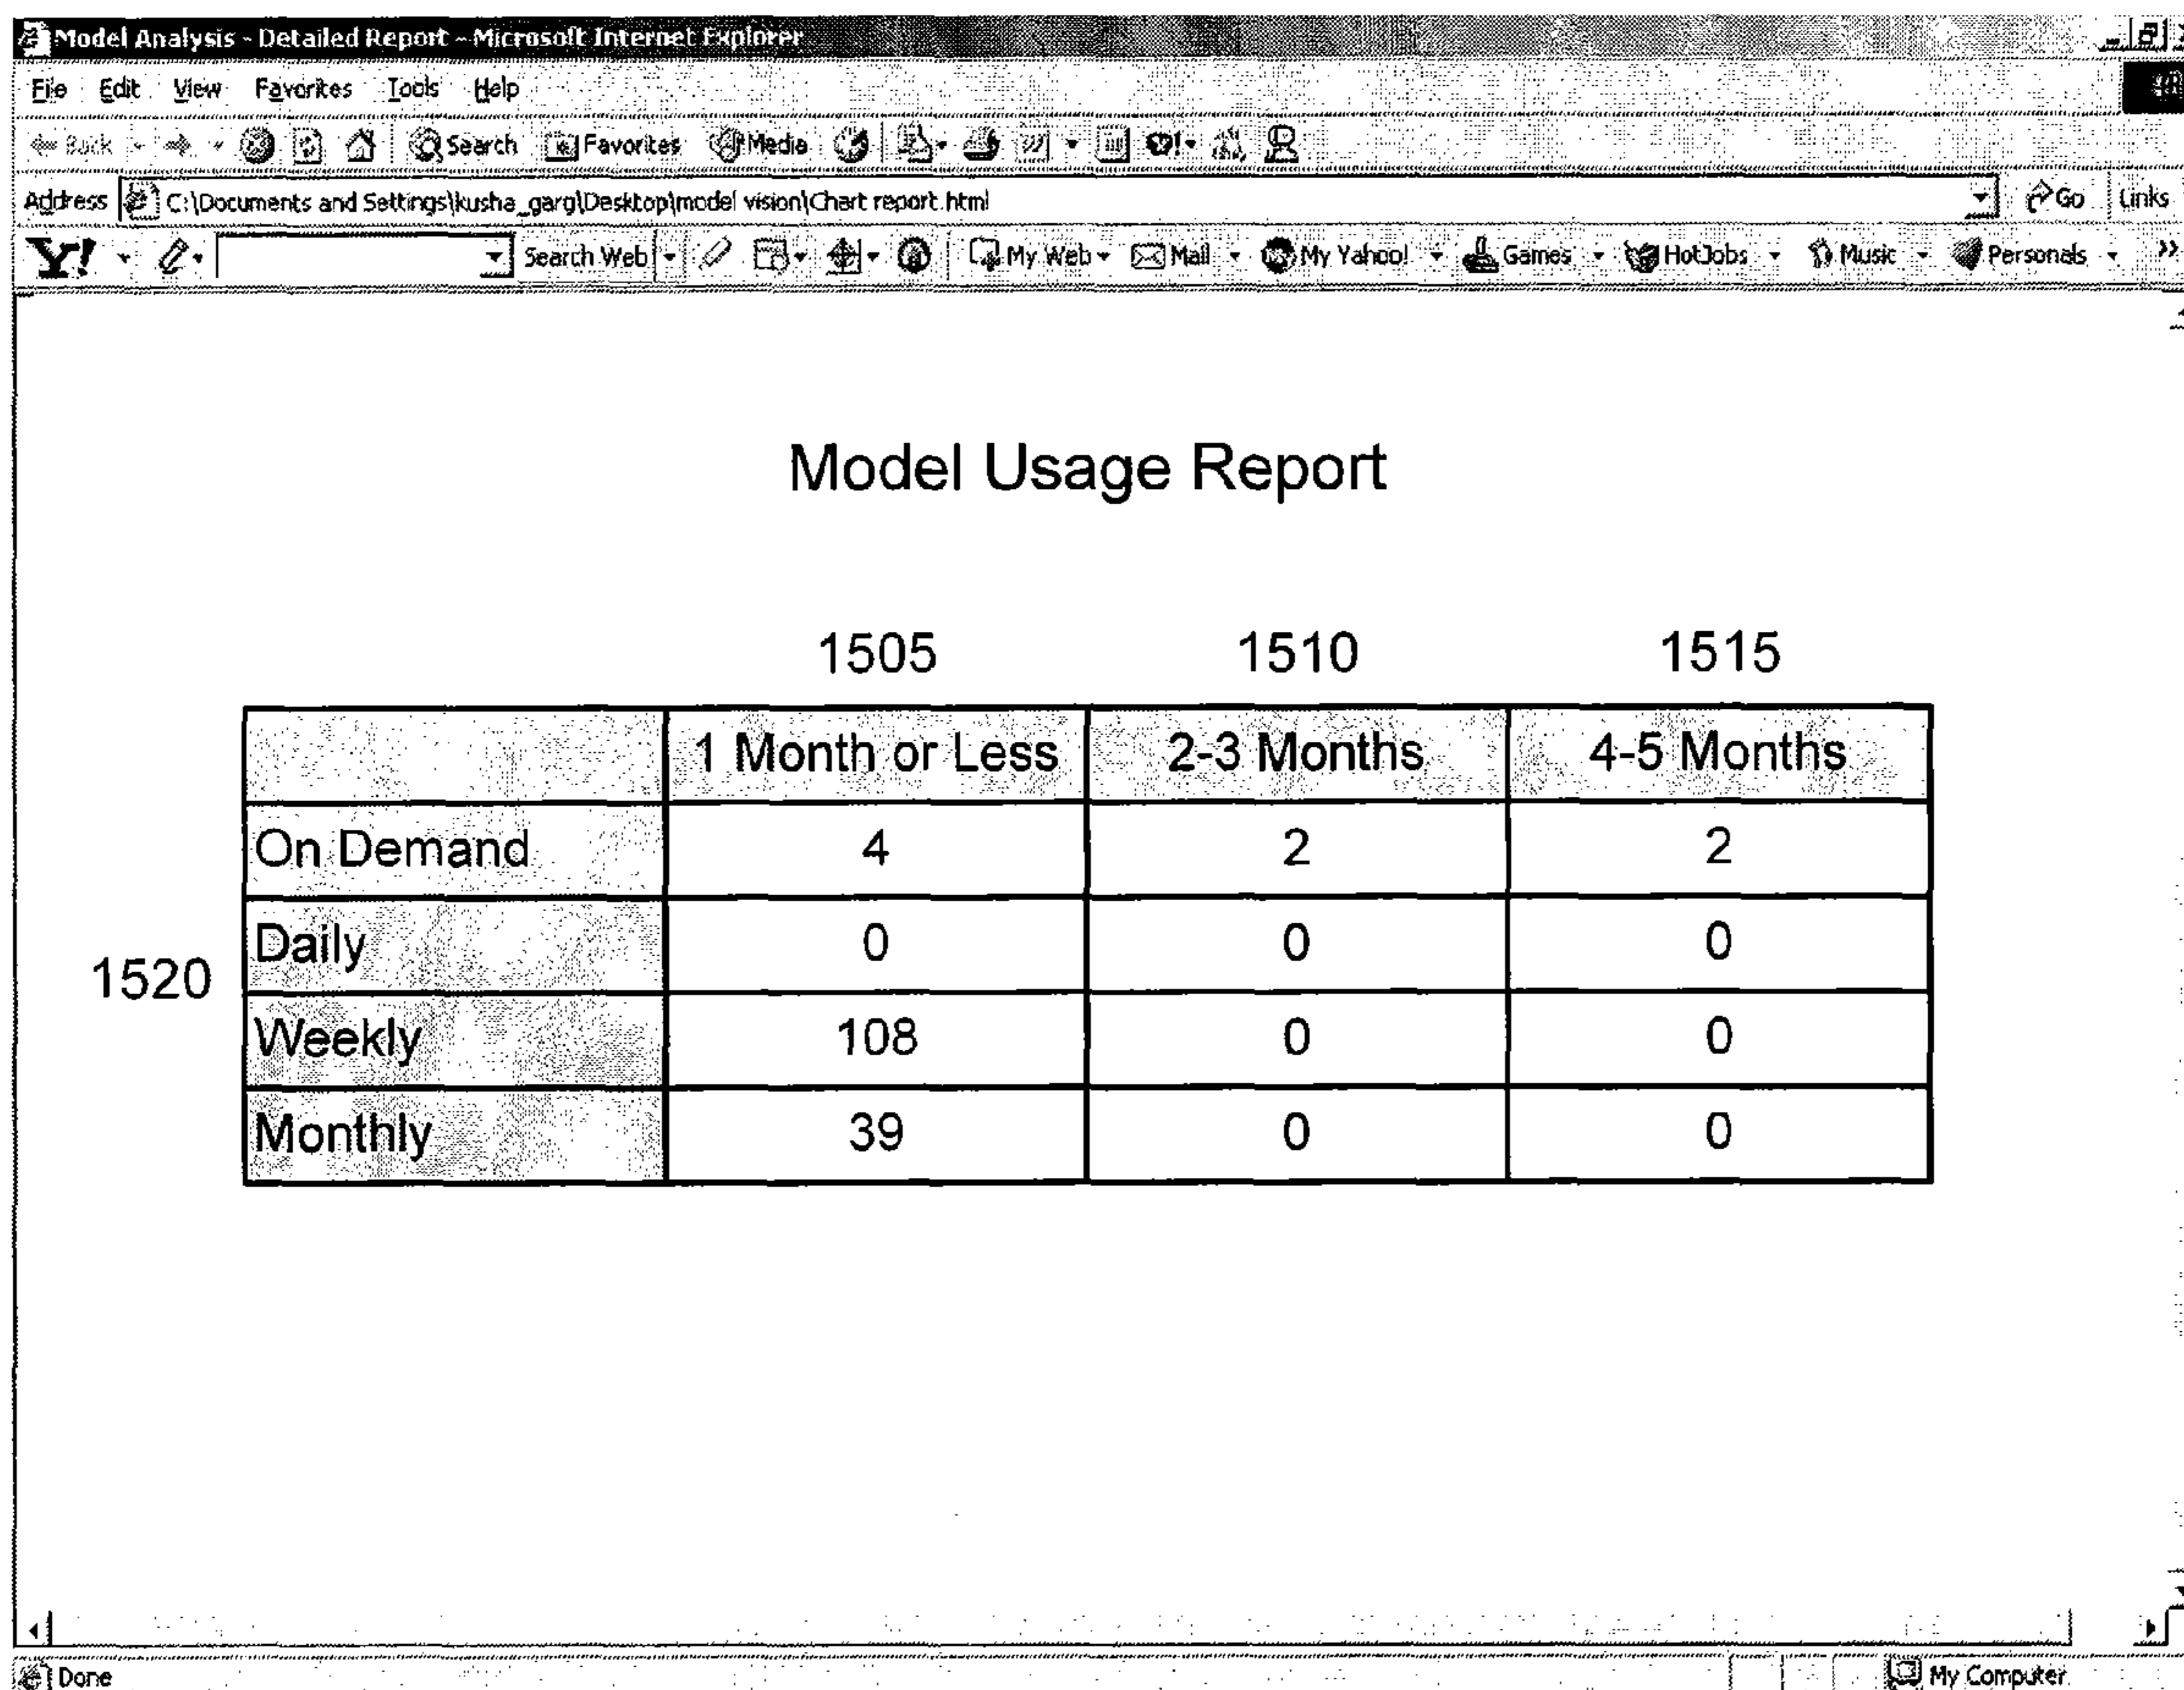 Model Analysis - Detailed Report - Microsoft Internet Explorer
File Edit View Favorites Tools Help
Back Search Favorites Media
Address C:\Documents and Settings\kusha_garg\Desktop\model vision\Chart report.html Go Links
Y! Search Web My Web Mail My Yahoo! Games HotJobs Music Personals »
Model Usage Report
1505 1510 1515
1 Month or Less 2-3 Months 4-5 Months
On Demand 4 2 2
Daily 0 0 0
1520
Weekly 108 0 0
Monthly 39 0 0
Done My Computer